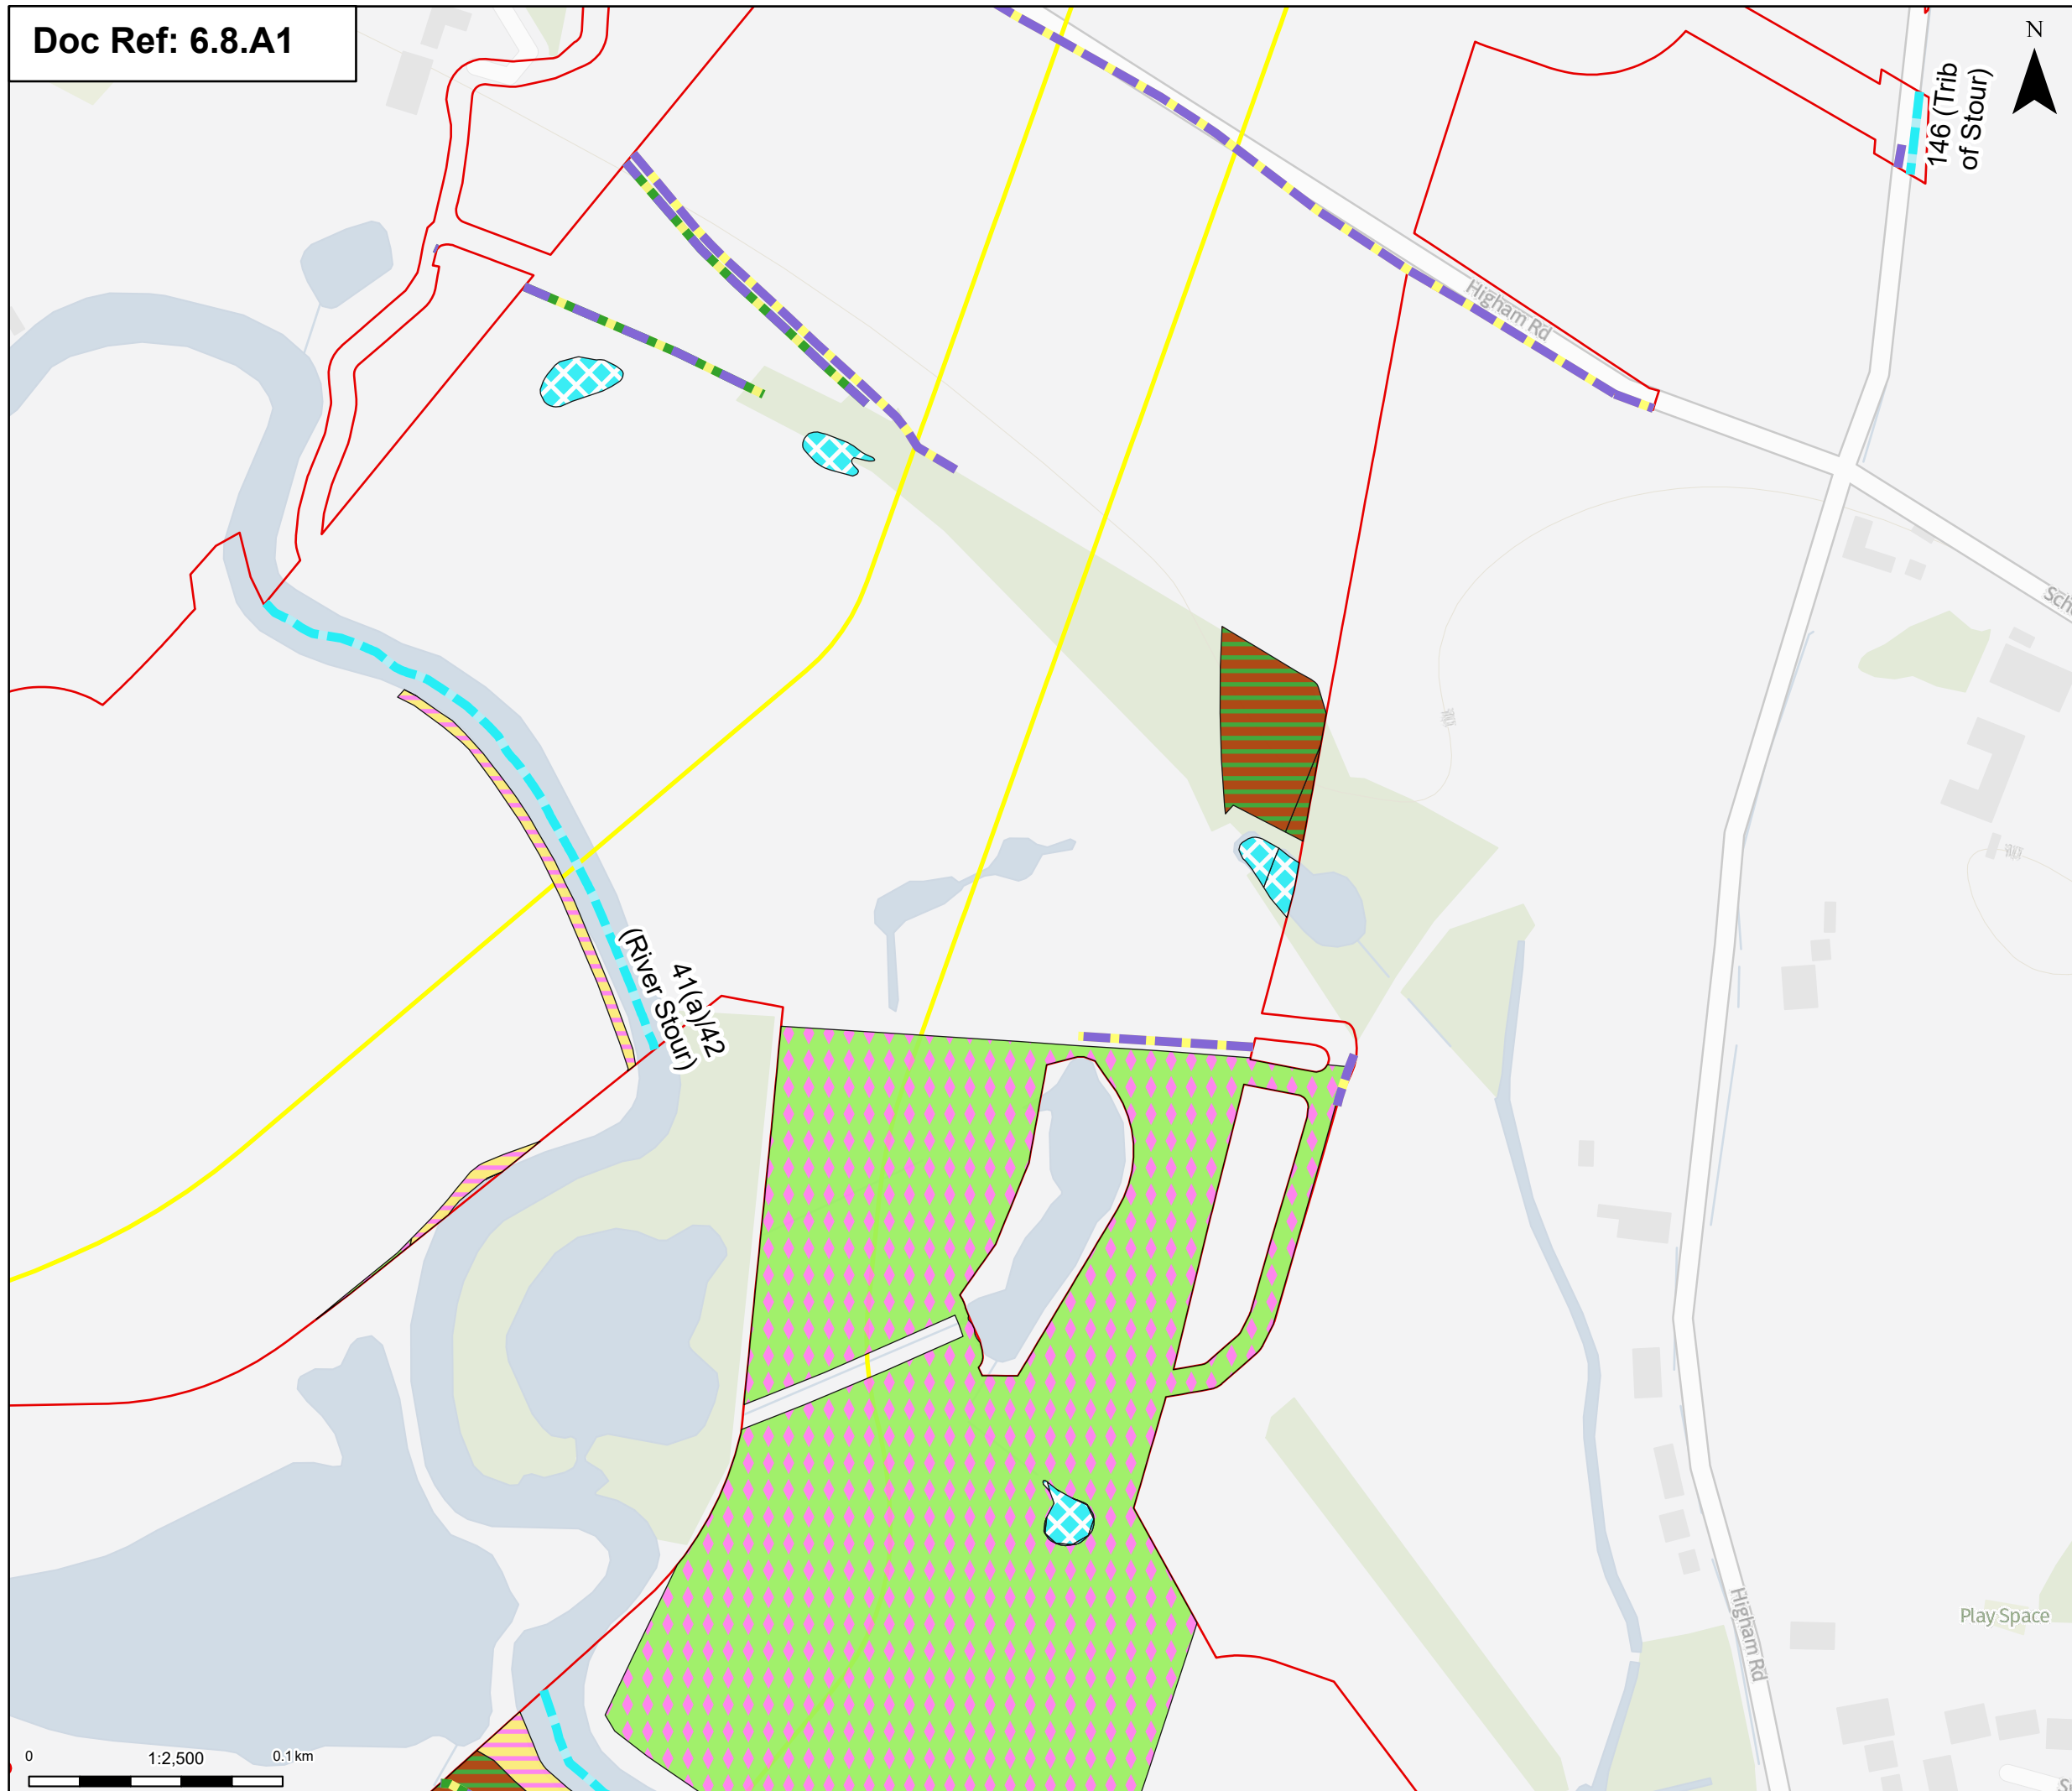 Doc Ref: 6.8.A1
N
146 (Trib
of Stour)
Higham Rd
41(a)/42
(River Stour)
Higham Rd
Play Space
0
1:2,500
0.1 km